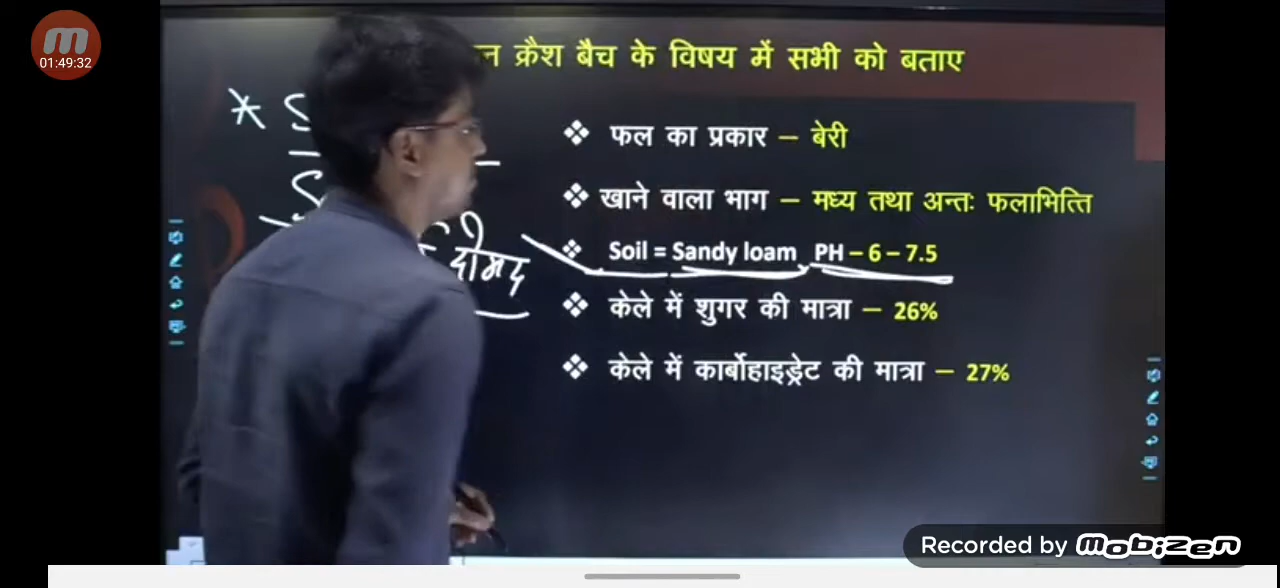 01:49:32
न क्रैश बैच के विषय में सभी को बताए
❖ फल का प्रकार – बेरी
❖ खाने वाला भाग – मध्य तथा अन्तः फलाभित्ति
❖ Soil = Sandy loam, PH – 6 – 7.5
दोमट
❖ केले में शुगर की मात्रा – 26%
❖ केले में कार्बोहाइड्रेट की मात्रा – 27%
Recorded by mobizen